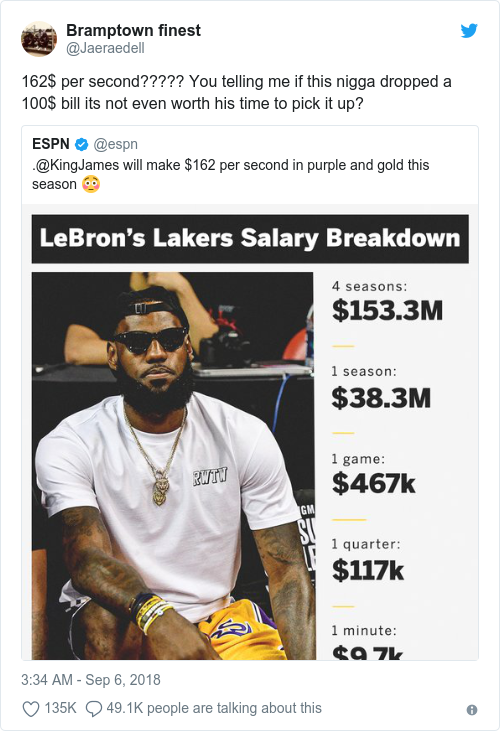 Bramptown finest
@Jaeraedell
162$ per second????? You telling me if this nigga dropped a
100$ bill its not even worth his time to pick it up?
ESPN @espn
.@KingJames will make $162 per second in purple and gold this
season 😳
LeBron's Lakers Salary Breakdown
4 seasons:
$153.3M
1 season:
$38.3M
1 game:
$467k
1 quarter:
$117k
1 minute:
$9.7k
RWTW
3:34 AM - Sep 6, 2018
135K 49.1K people are talking about this